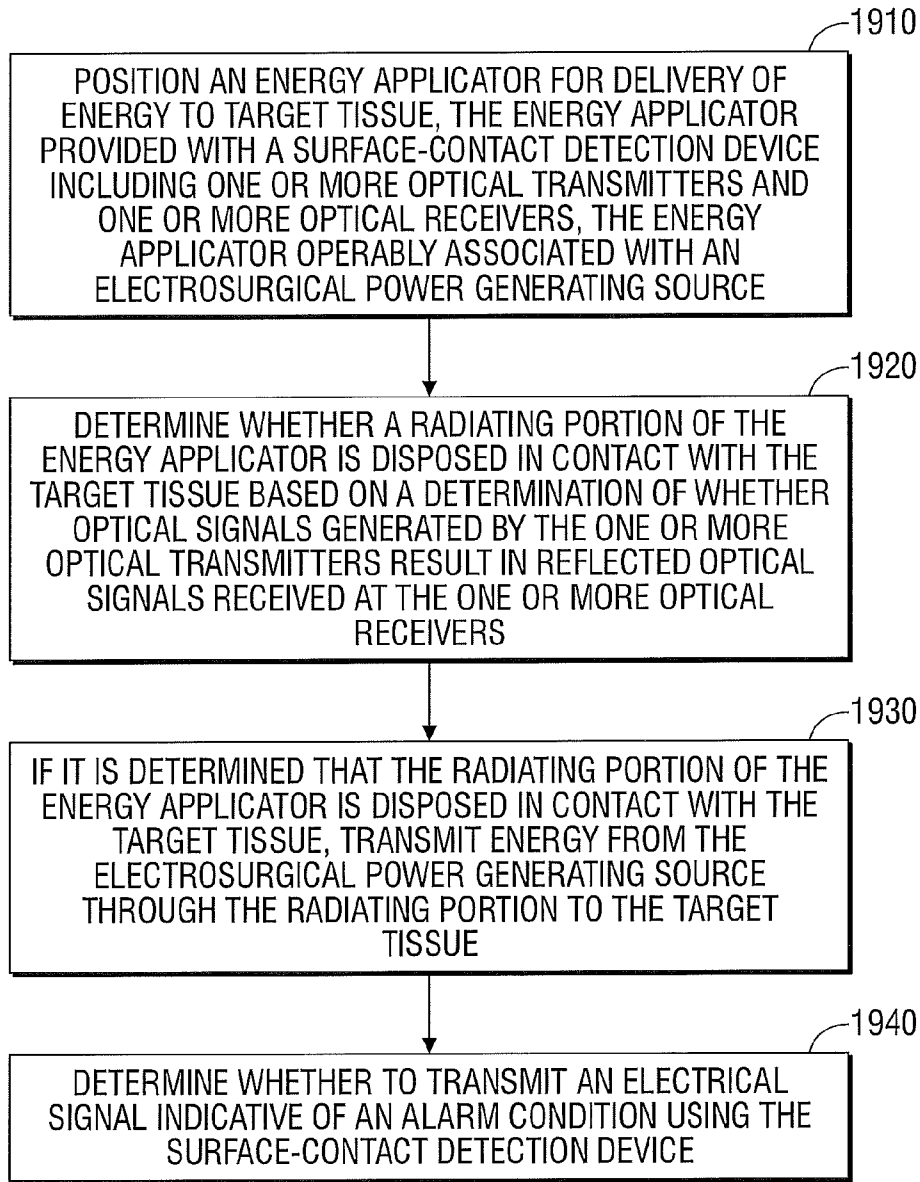 1910
POSITION AN ENERGY APPLICATOR FOR DELIVERY OF
ENERGY TO TARGET TISSUE, THE ENERGY APPLICATOR
PROVIDED WITH A SURFACE-CONTACT DETECTION DEVICE
INCLUDING ONE OR MORE OPTICAL TRANSMITTERS AND
ONE OR MORE OPTICAL RECEIVERS, THE ENERGY
APPLICATOR OPERABLY ASSOCIATED WITH AN
ELECTROSURGICAL POWER GENERATING SOURCE
1920
DETERMINE WHETHER A RADIATING PORTION OF THE
ENERGY APPLICATOR IS DISPOSED IN CONTACT WITH THE
TARGET TISSUE BASED ON A DETERMINATION OF WHETHER
OPTICAL SIGNALS GENERATED BY THE ONE OR MORE
OPTICAL TRANSMITTERS RESULT IN REFLECTED OPTICAL
SIGNALS RECEIVED AT THE ONE OR MORE OPTICAL
RECEIVERS
1930
IF IT IS DETERMINED THAT THE RADIATING PORTION OF THE
ENERGY APPLICATOR IS DISPOSED IN CONTACT WITH THE
TARGET TISSUE, TRANSMIT ENERGY FROM THE
ELECTROSURGICAL POWER GENERATING SOURCE
THROUGH THE RADIATING PORTION TO THE TARGET
TISSUE
1940
DETERMINE WHETHER TO TRANSMIT AN ELECTRICAL
SIGNAL INDICATIVE OF AN ALARM CONDITION USING THE
SURFACE-CONTACT DETECTION DEVICE